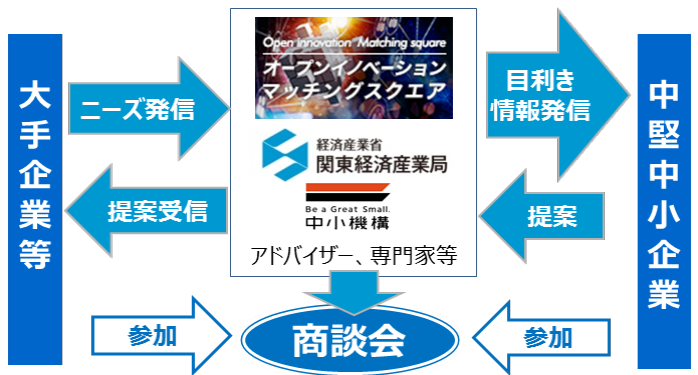 大手企業等
ニーズ発信
提案受信
Open Innovation Matching square
オープンイノベーション
マッチングスクエア
経済産業省
関東経済産業局
Be a Great Small.
中小機構
アドバイザー、専門家等
目利き
情報発信
提案
中堅中小企業
参加
商談会
参加